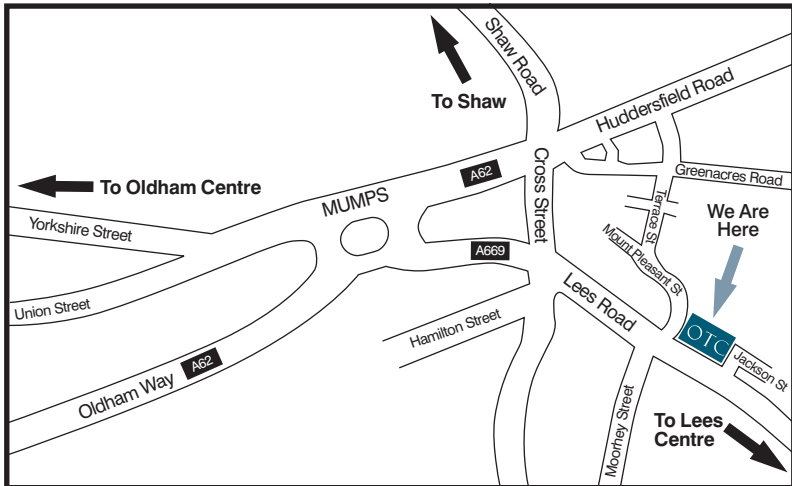 Shaw Road
To Shaw
Huddersfield Road
A62
Cross Street
Greenacres Road
To Oldham Centre
MUMPS
Terrace St
We Are
Here
Yorkshire Street
Mount Pleasant St
A669
Lees Road
Union Street
Hamilton Street
OTC
Jackson St
A62
Oldham Way
Moorhey Street
To Lees
Centre